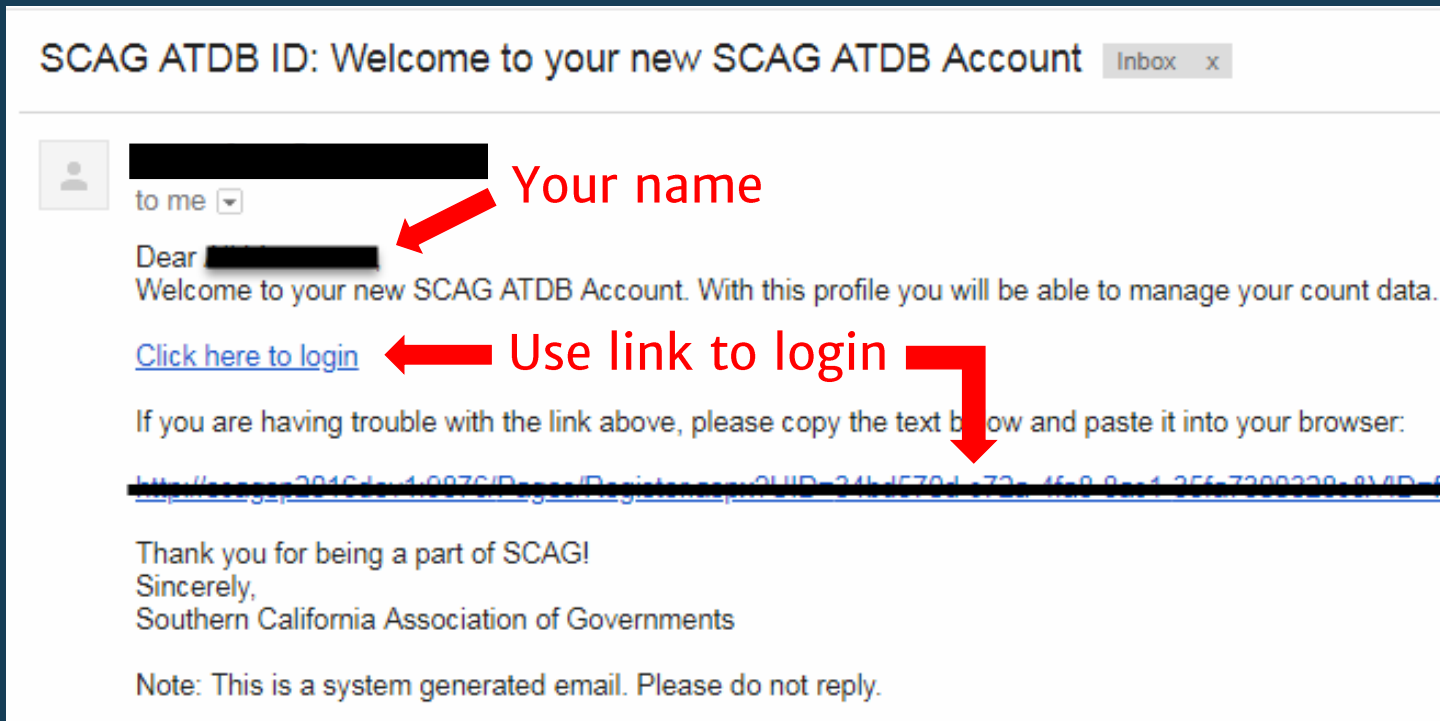 SCAG ATDB ID: Welcome to your new SCAG ATDB Account Inbox x
Your name
to me
Dear
Welcome to your new SCAG ATDB Account. With this profile you will be able to manage your count data.
Click here to login
Use link to login
If you are having trouble with the link above, please copy the text and paste it into your browser:
Thank you for being a part of SCAG!
Sincerely,
Southern California Association of Governments
Note: This is a system generated email. Please do not reply.